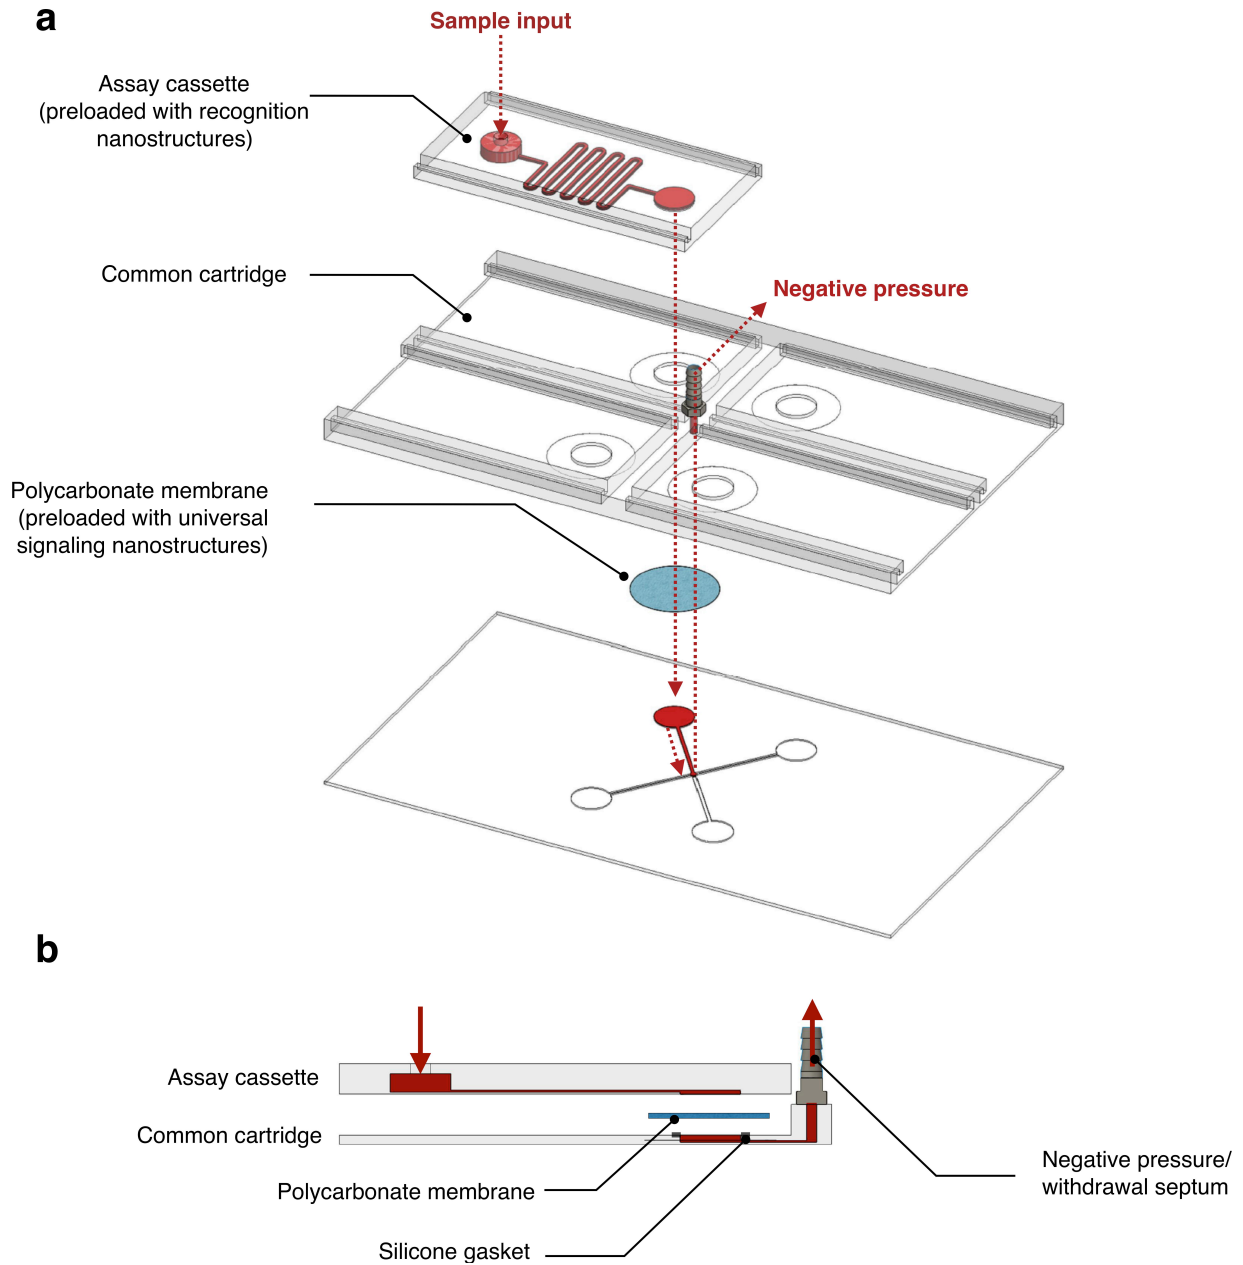 a
Sample input
Assay cassette
(preloaded with recognition
nanostructures)
Common cartridge
Negative pressure
Polycarbonate membrane
(preloaded with universal
signaling nanostructures)
b
Assay cassette
Common cartridge
Polycarbonate membrane
Silicone gasket
Negative pressure/
withdrawal septum